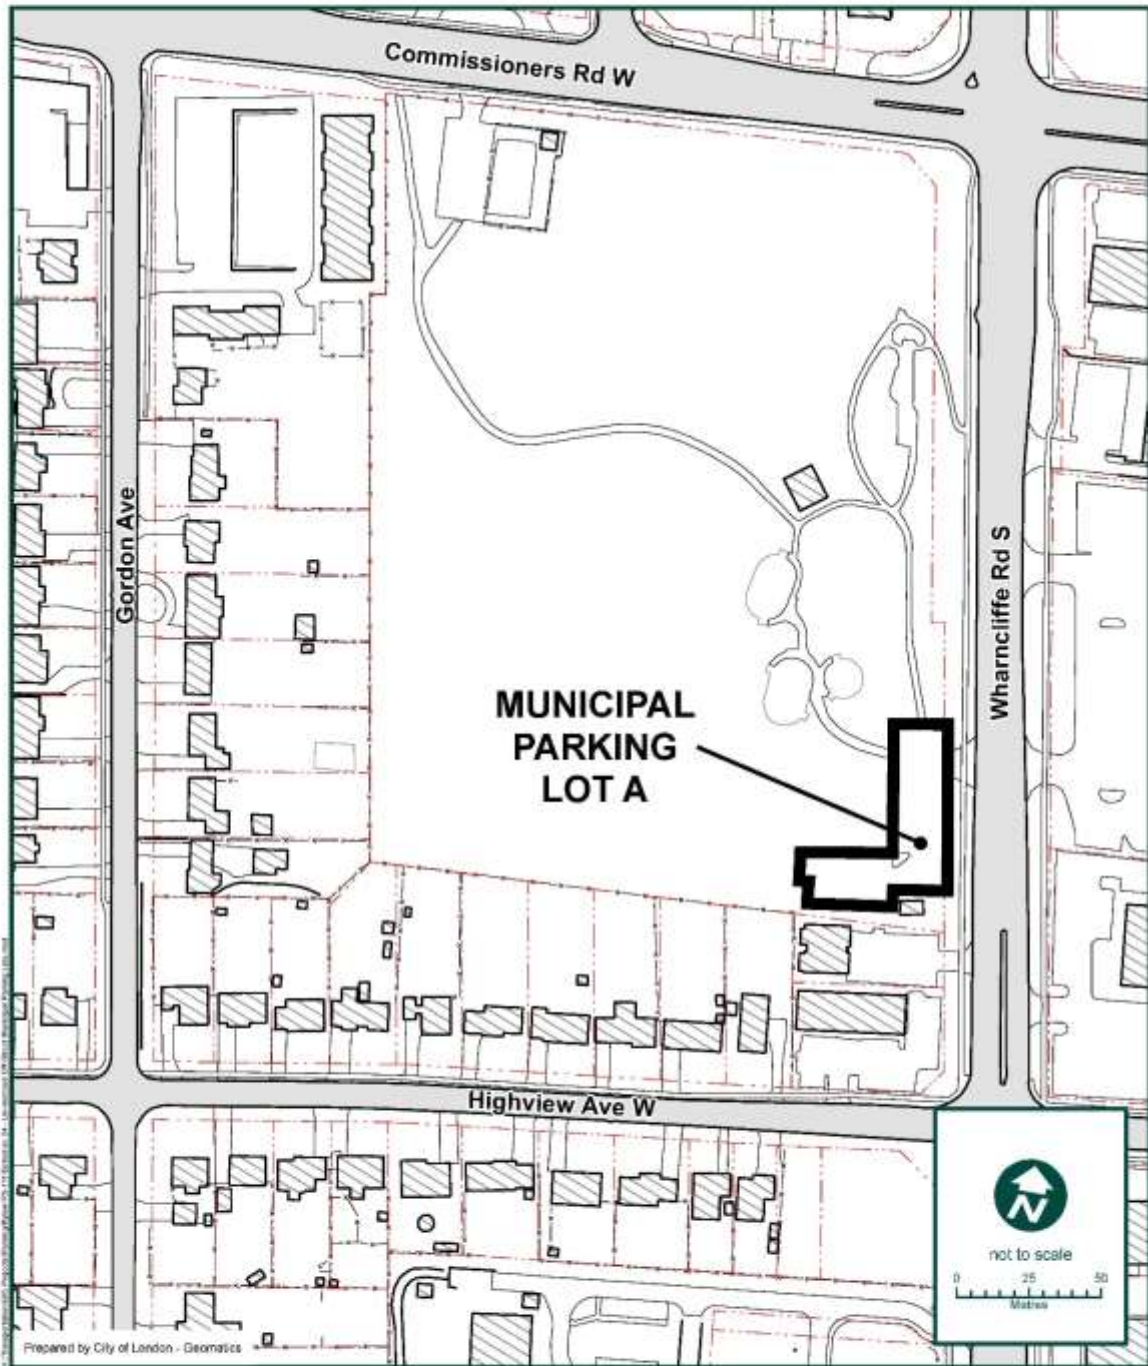 Commissioners Rd W
Gordon Ave
Wharncliffe Rd S
MUNICIPAL
PARKING
LOT A
Highview Ave W
N
not to scale
0 25 50
Metres
Prepared by City of London - Geomatics